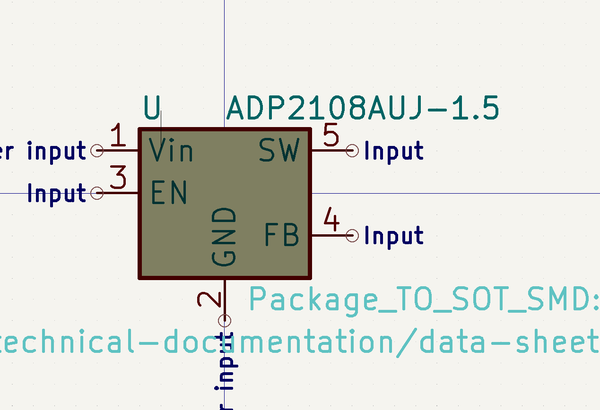 U ADP2108AUJ-1.5
er input 1 Vin SW 5 Input
Input 3 EN
GND FB 4 Input
2 Package_TO_SOT_SMD:
technical-documentation/data-sheet
r input